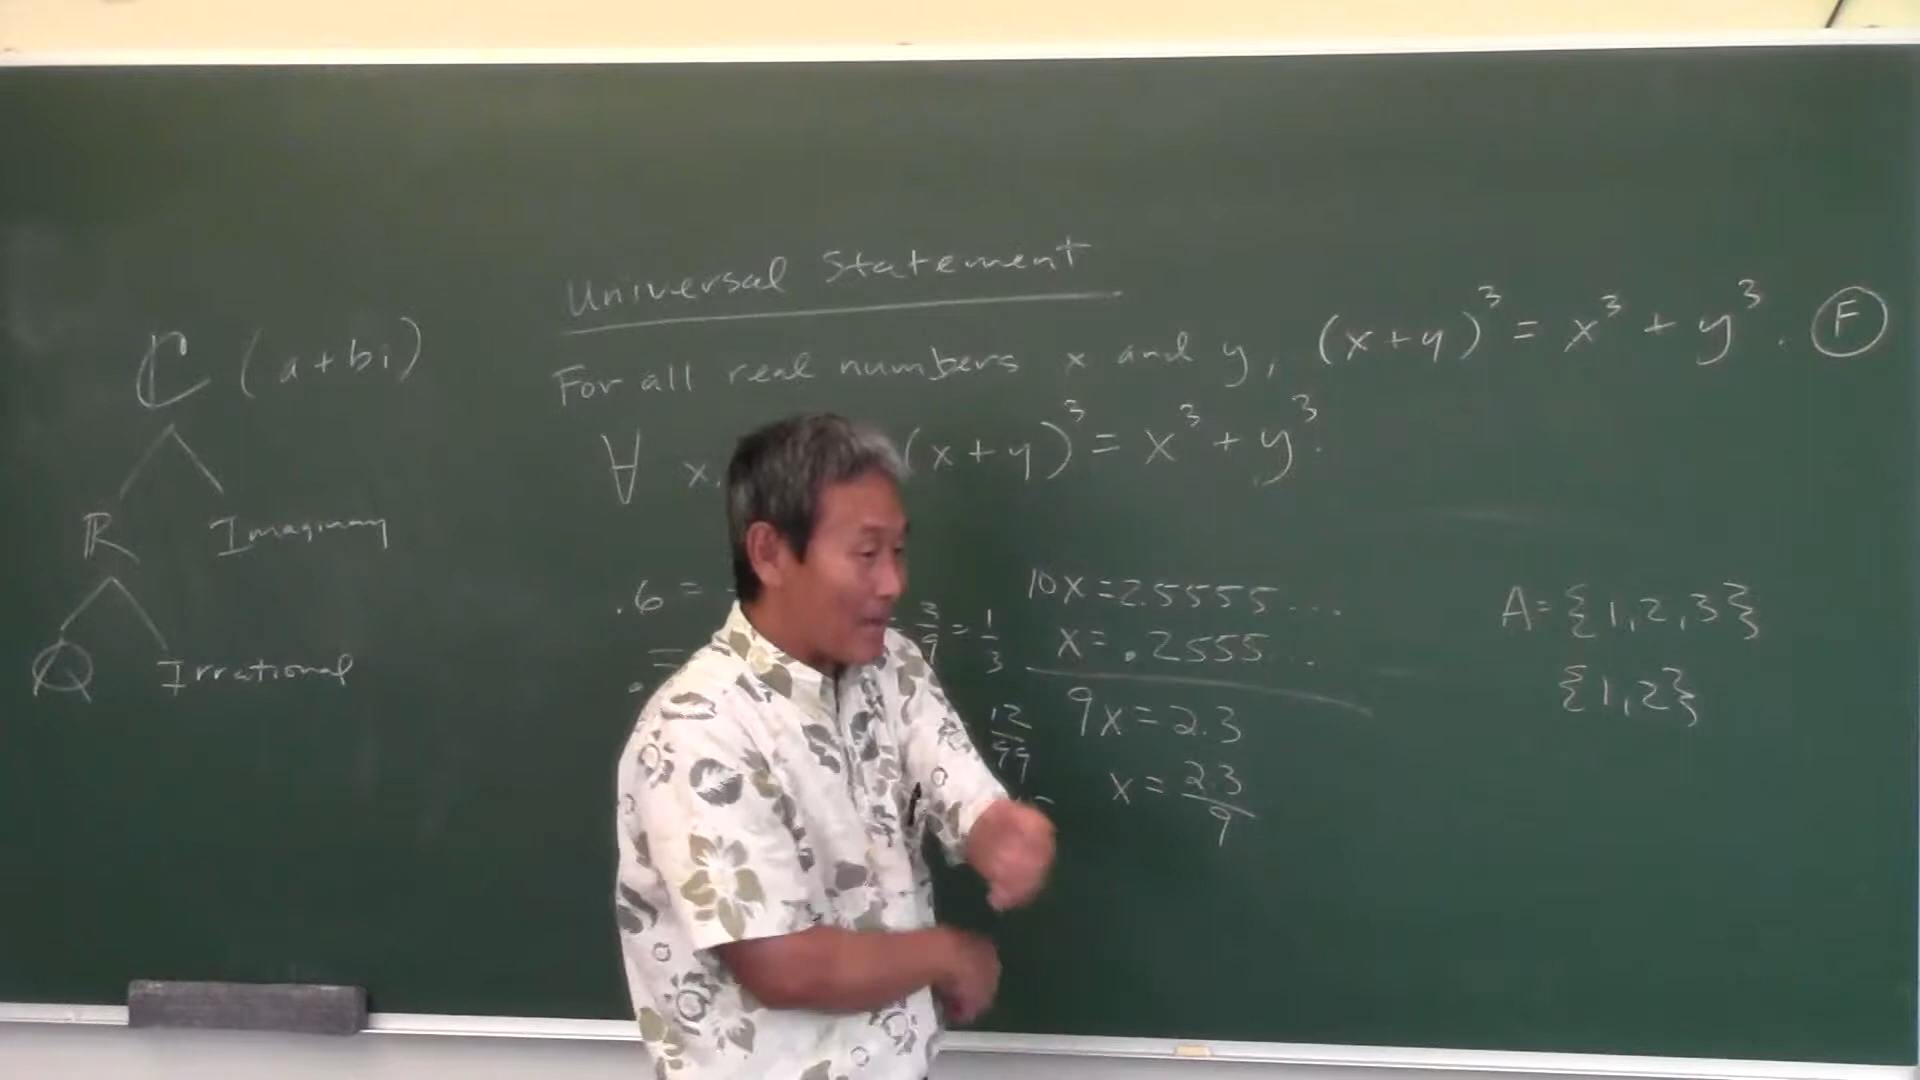 Universal Statement
ℂ (a+bi)
For all real numbers x and y, (x+y)³ = x³ + y³. F
∀ x, (x+y)³ = x³ + y³.
ℝ Imaginary
ℚ Irrational
.6 =
= 3/9 = 1/3
12/99
10x = 2.5555...
x = .2555...
9x = 2.3
x = 2.3/9
A = {1,2,3}
{1,2}